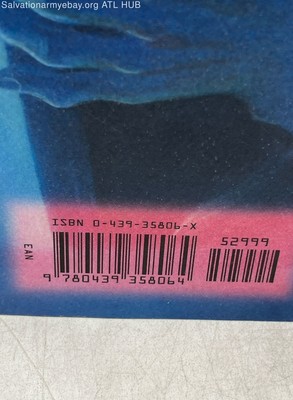 Salvationarmyebay.org ATL HUB
ISBN 0-439-35806-X
52999
EAN
9 780439 358064